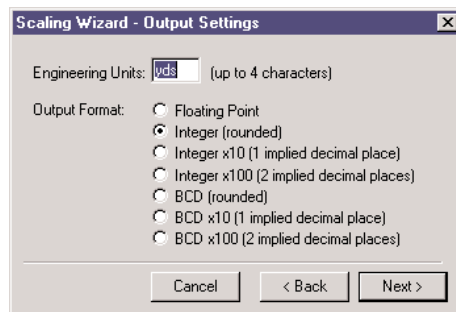 Scaling Wizard - Output Settings
Engineering Units: yds (up to 4 characters)
Output Format: Floating Point
Integer (rounded)
Integer x10 (1 implied decimal place)
Integer x100 (2 implied decimal places)
BCD (rounded)
BCD x10 (1 implied decimal place)
BCD x100 (2 implied decimal places)
Cancel < Back Next >